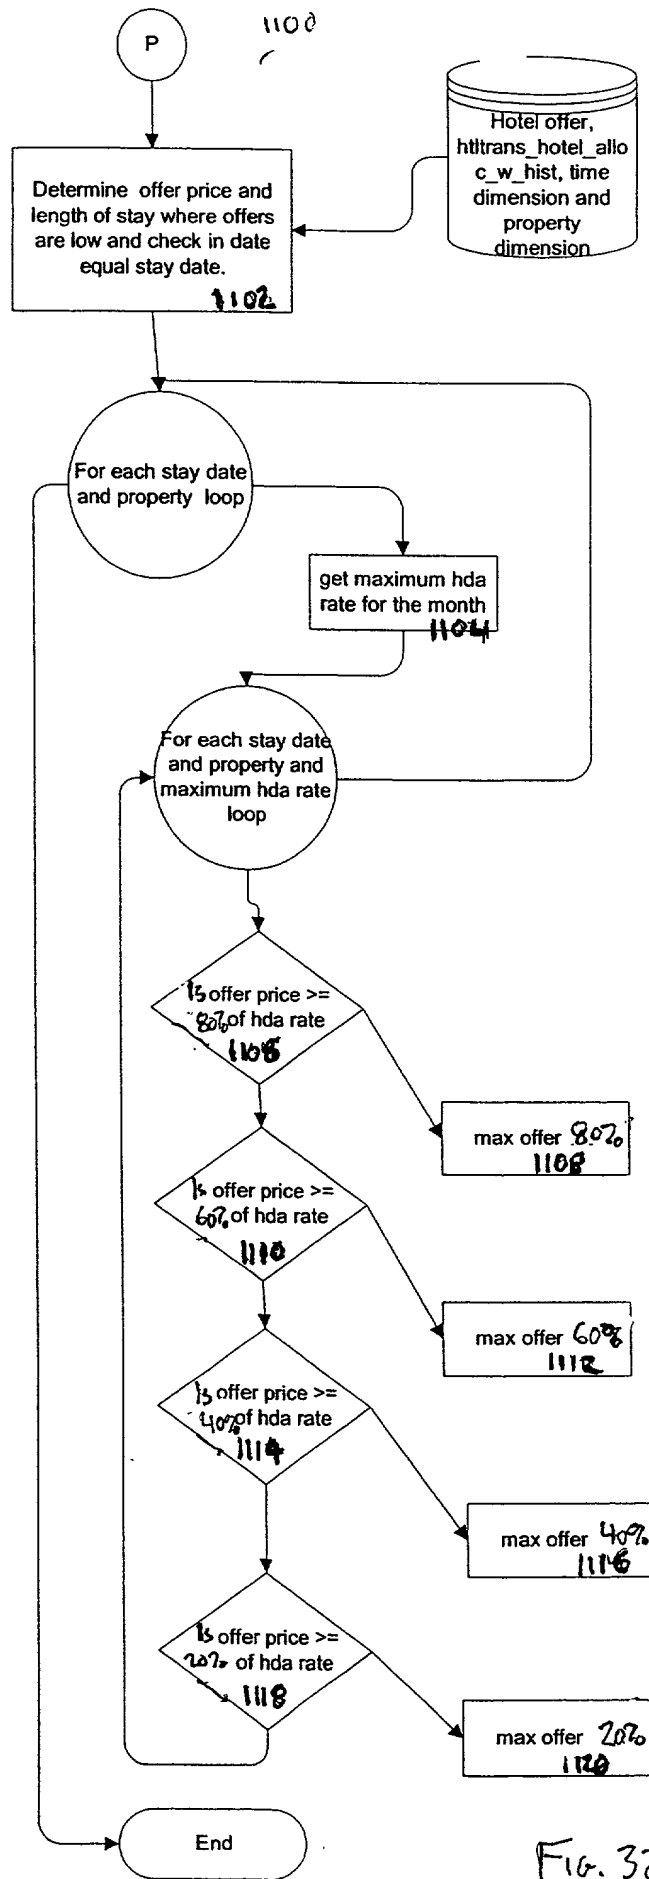 P
1100
Hotel offer,
htltrans_hotel_allo
c_w_hist, time
dimension and
property
dimension
Determine offer price and
length of stay where offers
are low and check in date
equal stay date.
1102
For each stay date
and property loop
get maximum hda
rate for the month
1104
For each stay date
and property and
maximum hda rate
loop
Is offer price >=
80% of hda rate
1108
max offer 80%
1108
Is offer price >=
60% of hda rate
1110
max offer 60%
1112
Is offer price >=
40% of hda rate
1114
max offer 40%
1116
Is offer price >=
20% of hda rate
1118
max offer 20%
1120
End
FIG. 32